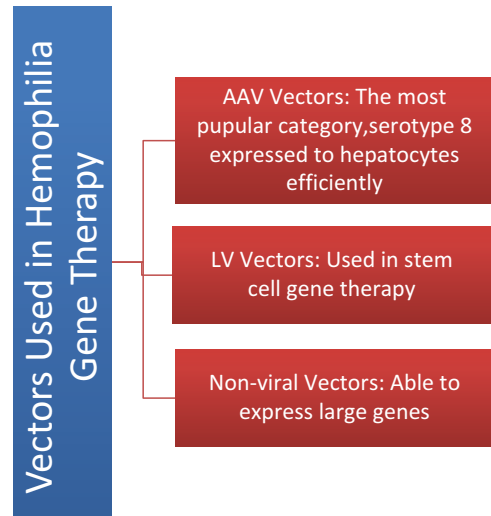 Vectors Used in Hemophilia
Gene Therapy
AAV Vectors: The most
pupular category,serotype 8
expressed to hepatocytes
efficiently
LV Vectors: Used in stem
cell gene therapy
Non-viral Vectors: Able to
express large genes